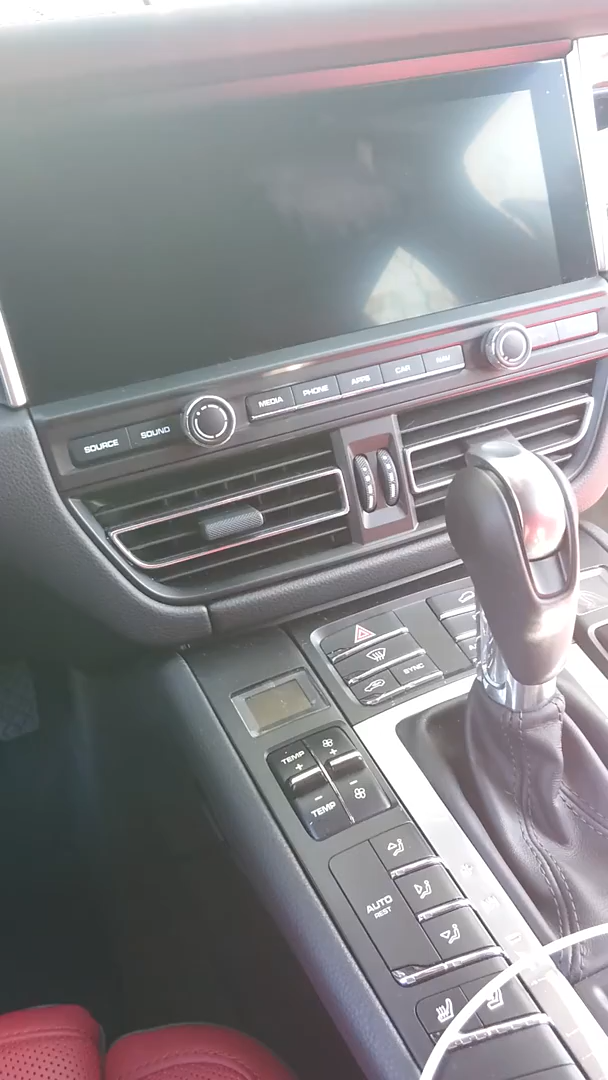 SOURCE SOUND MEDIA PHONE APPS CAR NAV
SYNC
TEMP
+ +
- -
TEMP
AUTO
REST